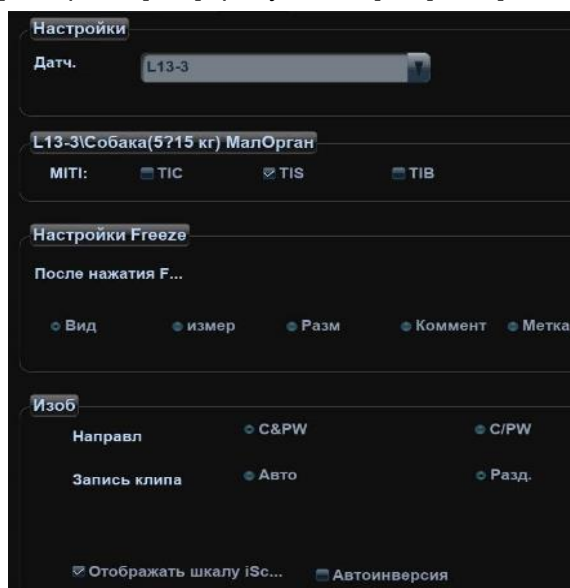 Настройки
Датч. L13-3
L13-3\Собака(5?15 кг) МалОрган
MITI: TIC TIS TIB
Настройки Freeze
После нажатия F...
Вид измер Разм Коммент Метка
Изоб
Направл C&PW C/PW
Запись клипа Авто Разд.
Отображать шкалу iSc... Автоинверсия